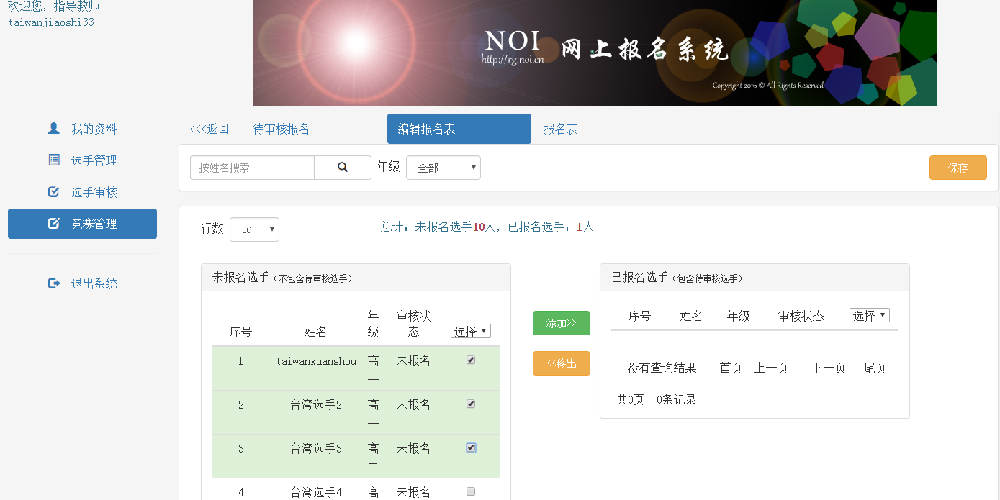 欢迎您，指导教师
taiwanjiaoshi33
NOI 网上报名系统
http://rg.noi.cn
Copyright 2016 © All Rights Reserved
我的资料
选手管理
选手审核
竞赛管理
退出系统
<<<返回 待审核报名 编辑报名表 报名表
按姓名搜索 年级 全部 保存
行数 30 总计：未报名选手10人，已报名选手：1人
未报名选手（不包含待审核选手）
序号 姓名 年级 审核状态 选择
1 taiwanxuanshou 高二 未报名
2 台湾选手2 高二 未报名
3 台湾选手3 高三 未报名
4 台湾选手4 高 未报名
添加>>
<<移出
已报名选手（包含待审核选手）
序号 姓名 年级 审核状态 选择
没有查询结果 首页 上一页 下一页 尾页
共0页 0条记录